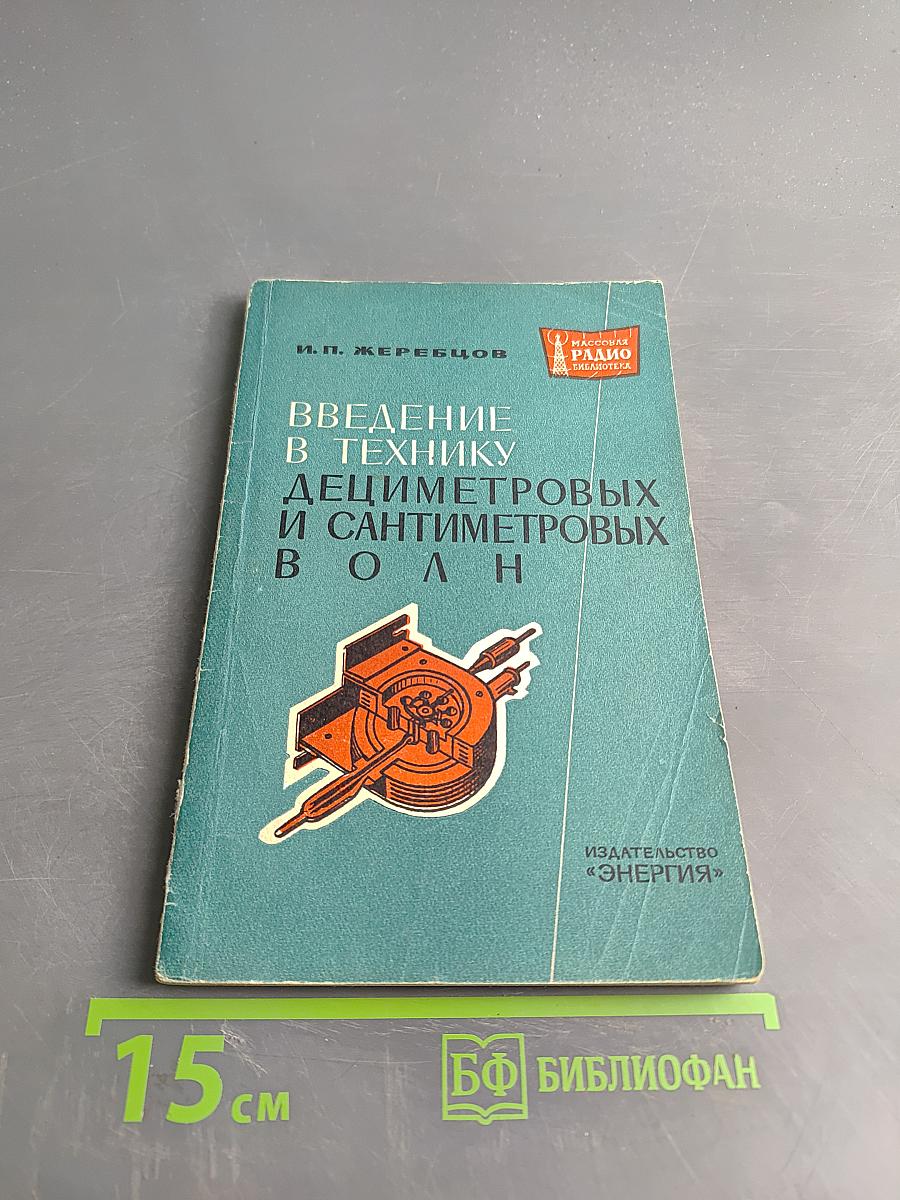 И. П. ЖЕРЕБЦОВ
МАССОВАЯ
РАДИО
БИБЛИОТЕКА
ВВЕДЕНИЕ
В ТЕХНИКУ
ДЕЦИМЕТРОВЫХ
И САНТИМЕТРОВЫХ
ВОЛН
ИЗДАТЕЛЬСТВО
«ЭНЕРГИЯ»
15 см
БФ БИБЛИОФАН